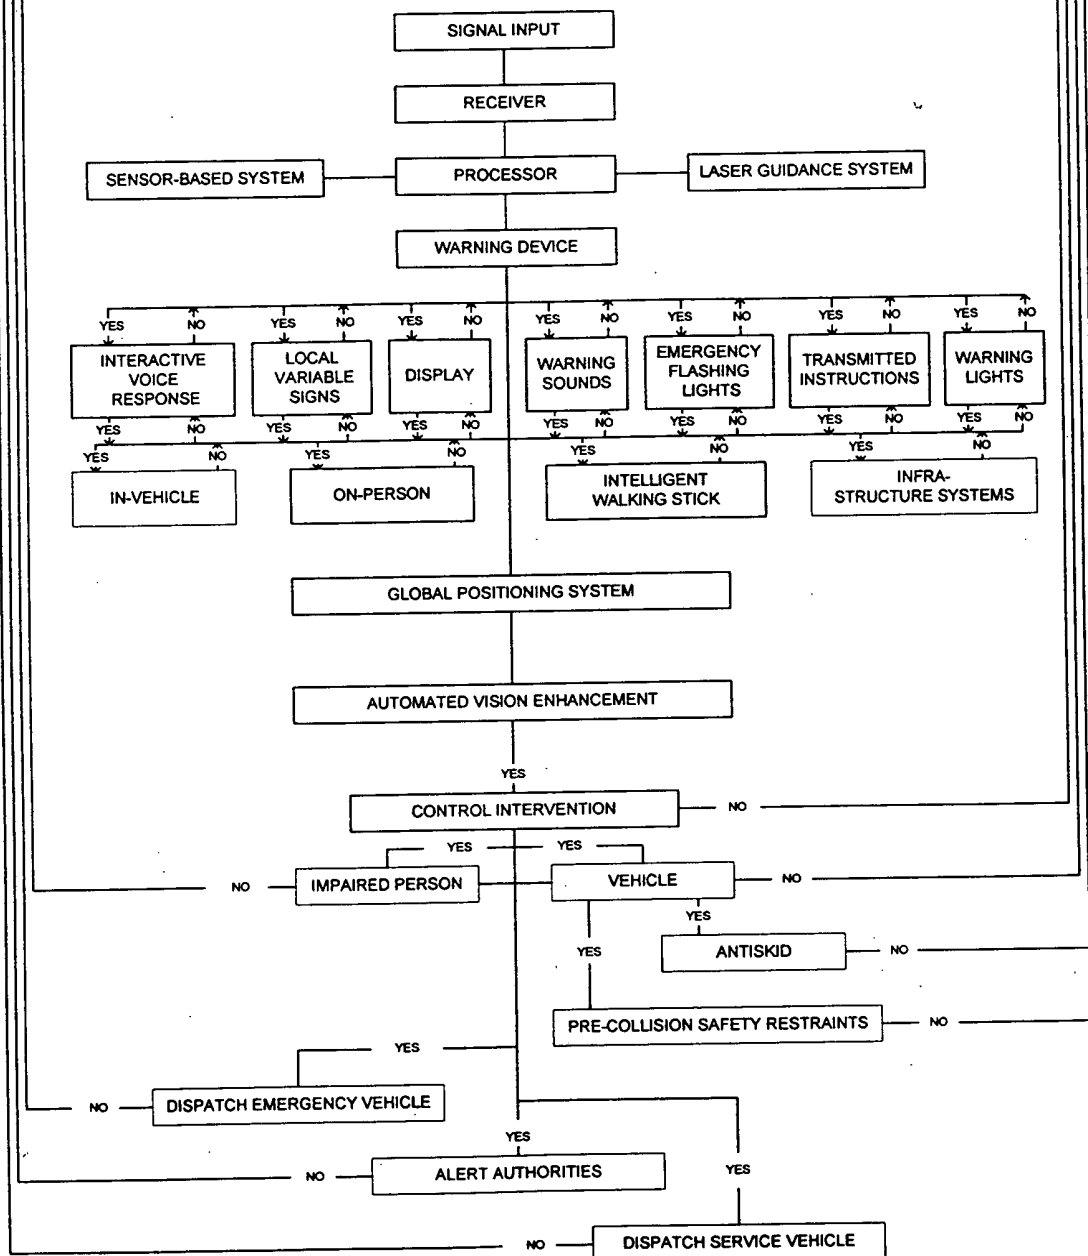 SIGNAL INPUT
RECEIVER
SENSOR-BASED SYSTEM
PROCESSOR
LASER GUIDANCE SYSTEM
WARNING DEVICE
YES NO YES NO YES NO YES NO YES NO YES NO YES NO
INTERACTIVE
VOICE
RESPONSE
LOCAL
VARIABLE
SIGNS
DISPLAY
WARNING
SOUNDS
EMERGENCY
FLASHING
LIGHTS
TRANSMITTED
INSTRUCTIONS
WARNING
LIGHTS
YES NO YES NO YES NO YES NO YES NO YES NO YES NO
YES NO YES NO YES NO YES NO
IN-VEHICLE
ON-PERSON
INTELLIGENT
WALKING STICK
INFRA-
STRUCTURE SYSTEMS
GLOBAL POSITIONING SYSTEM
AUTOMATED VISION ENHANCEMENT
YES
CONTROL INTERVENTION
NO
YES YES
NO
IMPAIRED PERSON
VEHICLE
NO
YES
YES
ANTISKID
NO
PRE-COLLISION SAFETY RESTRAINTS
NO
YES
NO
DISPATCH EMERGENCY VEHICLE
YES
NO
ALERT AUTHORITIES
YES
NO
DISPATCH SERVICE VEHICLE